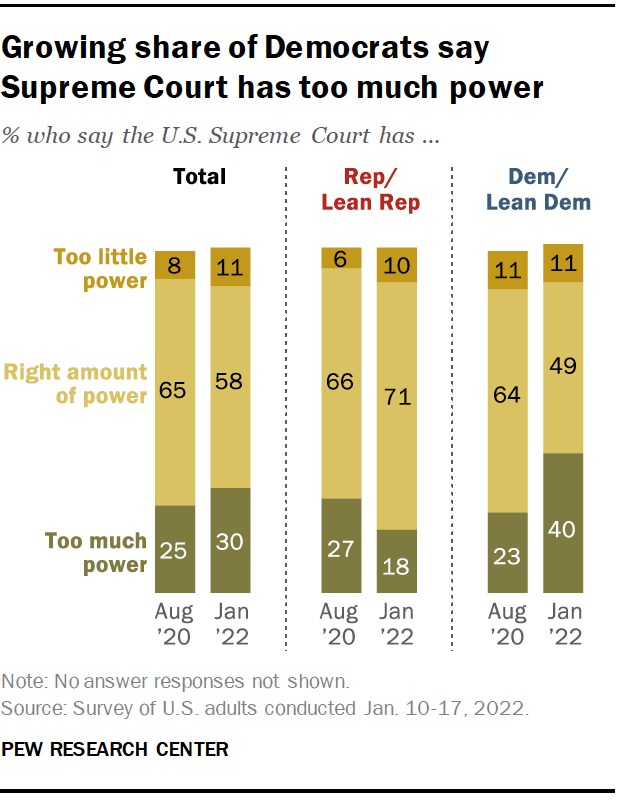 Growing share of Democrats say
Supreme Court has too much power
% who say the U.S. Supreme Court has ...
Total
Rep/
Lean Rep
Dem/
Lean Dem
Too little
power
8
11
6
10
11
11
Right amount
of power
65
58
66
71
64
49
Too much
power
25
30
27
18
23
40
Aug
'20
Jan
'22
Aug
'20
Jan
'22
Aug
'20
Jan
'22
Note: No answer responses not shown.
Source: Survey of U.S. adults conducted Jan. 10-17, 2022.
PEW RESEARCH CENTER